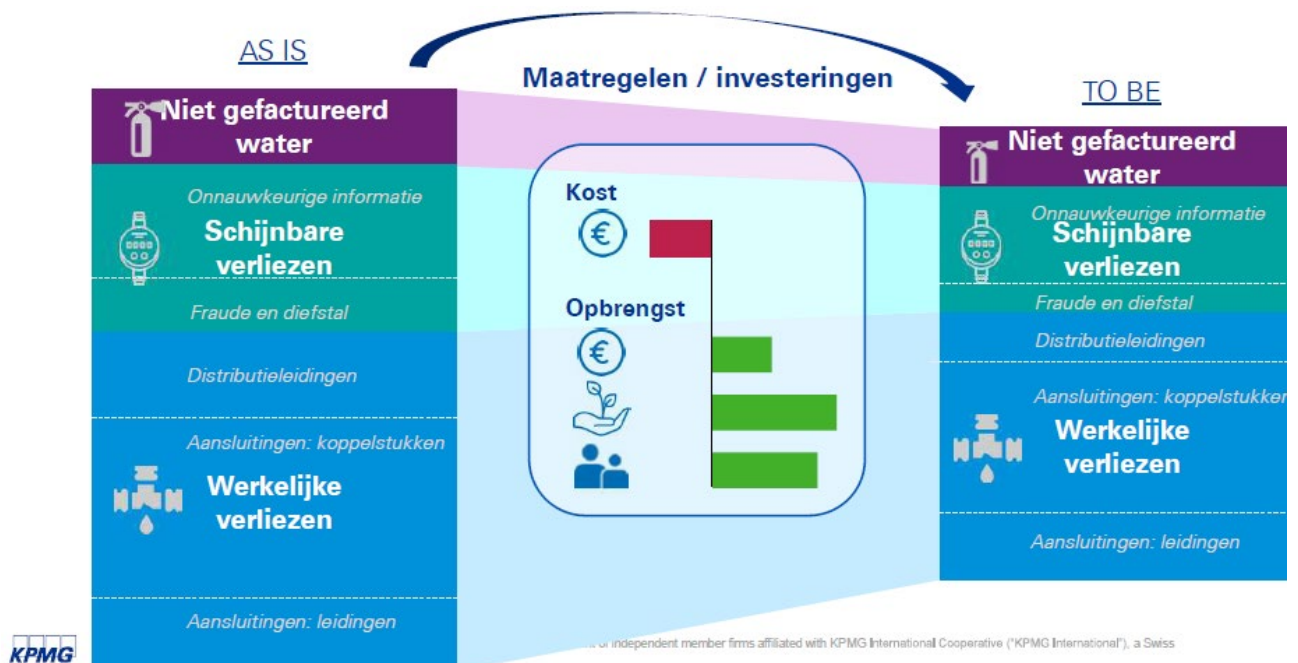 AS IS
Maatregelen / investeringen
TO BE
Niet gefactureerd
water
Onnauwkeurige informatie
Schijnbare
verliezen
Fraude en diefstal
Distributieleidingen
Aansluitingen: koppelstukken
Werkelijke
verliezen
Aansluitingen: leidingen
Kost
€
Opbrengst
€
Niet gefactureerd
water
Onnauwkeurige informatie
Schijnbare
verliezen
Fraude en diefstal
Distributieleidingen
Aansluitingen: koppelstukken
Werkelijke
verliezen
Aansluitingen: leidingen
KPMG
of independent member firms affiliated with KPMG International Cooperative ("KPMG International"), a Swiss